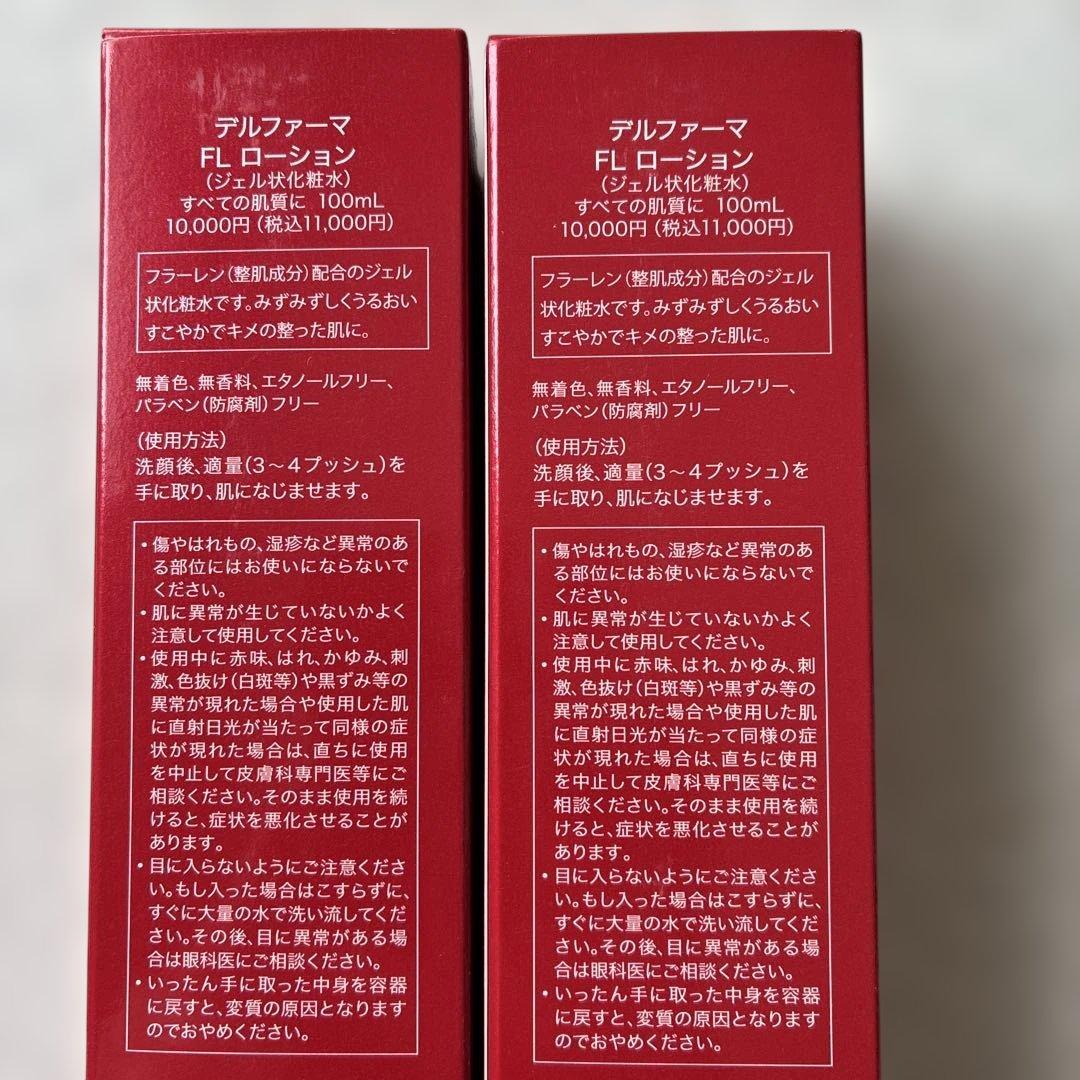 デルファーマ
FL ローション
(ジェル状化粧水)
すべての肌質に 100mL
10,000円 (税込11,000円)
フラーレン(整肌成分)配合のジェル
状化粧水です。みずみずしくうるおい
すこやかでキメの整った肌に。
無着色、無香料、エタノールフリー、
パラベン(防腐剤)フリー
(使用方法)
洗顔後、適量(3〜4プッシュ)を
手に取り、肌になじませます。
・傷やはれもの、湿疹など異常のあ
る部位にはお使いにならないで
ください。
・肌に異常が生じていないかよく
注意して使用してください。
・使用中に赤味、はれ、かゆみ、刺
激、色抜け(白斑等)や黒ずみ等の
異常が現れた場合や使用した肌
に直射日光が当たって同様の症
状が現れた場合は、直ちに使用
を中止して皮膚科専門医等にご
相談ください。そのまま使用を続
けると、症状を悪化させることが
あります。
・目に入らないようにご注意くださ
い。もし入った場合はこすらずに、
すぐに大量の水で洗い流してくだ
さい。その後、目に異常がある場
合は眼科医にご相談ください。
・いったん手に取った中身を容器
に戻すと、変質の原因となります
のでおやめください。
デルファーマ
FL ローション
(ジェル状化粧水)
すべての肌質に 100mL
10,000円 (税込11,000円)
フラーレン(整肌成分)配合のジェル
状化粧水です。みずみずしくうるおい
すこやかでキメの整った肌に。
無着色、無香料、エタノールフリー、
パラベン(防腐剤)フリー
(使用方法)
洗顔後、適量(3〜4プッシュ)を
手に取り、肌になじませます。
・傷やはれもの、湿疹など異常のあ
る部位にはお使いにならないで
ください。
・肌に異常が生じていないかよく
注意して使用してください。
・使用中に赤味、はれ、かゆみ、刺
激、色抜け(白斑等)や黒ずみ等の
異常が現れた場合や使用した肌
に直射日光が当たって同様の症
状が現れた場合は、直ちに使用
を中止して皮膚科専門医等にご
相談ください。そのまま使用を続
けると、症状を悪化させることが
あります。
・目に入らないようにご注意くださ
い。もし入った場合はこすらずに、
すぐに大量の水で洗い流してくだ
さい。その後、目に異常がある場
合は眼科医にご相談ください。
・いったん手に取った中身を容器
に戻すと、変質の原因となります
のでおやめください。